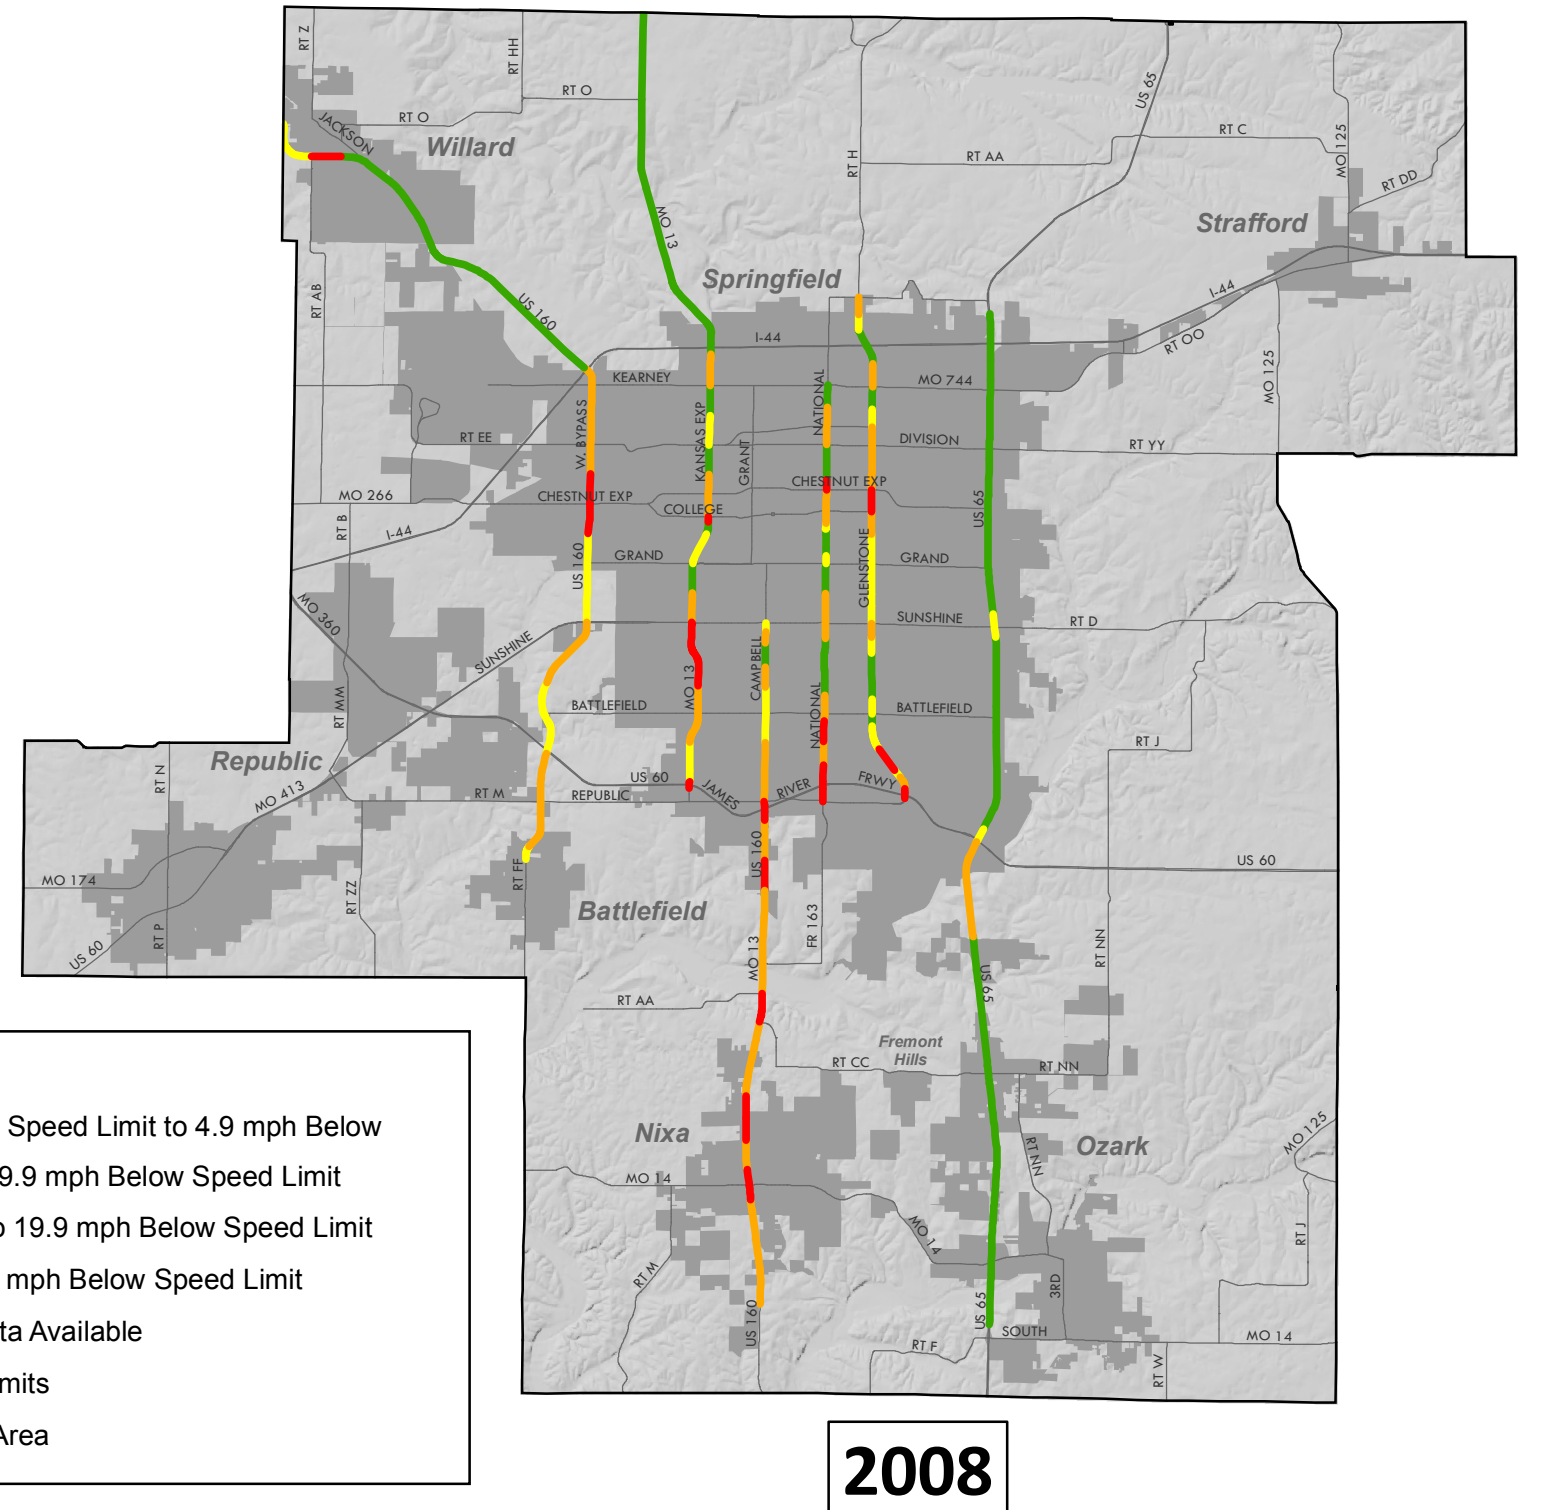 RT Z
RT HH
RT O
RT O
JACKSON
Willard
MO 13
RT H
US 65
RT C
RT AA
MO 125
RT DD
Strafford
Springfield
RT AB
US 160
I-44
I-44
RT OO
MO 125
KEARNEY
MO 744
W. BYPASS
KANSAS EXP
GRANT
NATIONAL
RT EE
DIVISION
RT YY
CHESTNUT EXP
CHESTNUT EXP
MO 266
COLLEGE
US 65
RT B
I-44
US 160
GRAND
GLENSTONE
GRAND
MO 360
SUNSHINE
SUNSHINE
RT D
CAMPBELL
MO 13
RT MM
BATTLEFIELD
NATIONAL
BATTLEFIELD
RT J
Republic
RT N
MO 413
RT M
US 60
REPUBLIC
JAMES
RIVER
FRWY
US 160
US 60
MO 174
RT FF
RT ZZ
Battlefield
RT P
US 60
MO 13
FR 163
RT NN
US 65
RT AA
Fremont
Hills
RT CC
RT NN
Nixa
Ozark
RT NN
MO 125
MO 14
MO 14
RT J
RT M
3RD
US 160
US 65
SOUTH
RT F
MO 14
RT W
Speed Limit to 4.9 mph Below
9.9 mph Below Speed Limit
19.9 mph Below Speed Limit
mph Below Speed Limit
ta Available
mits
Area
2008